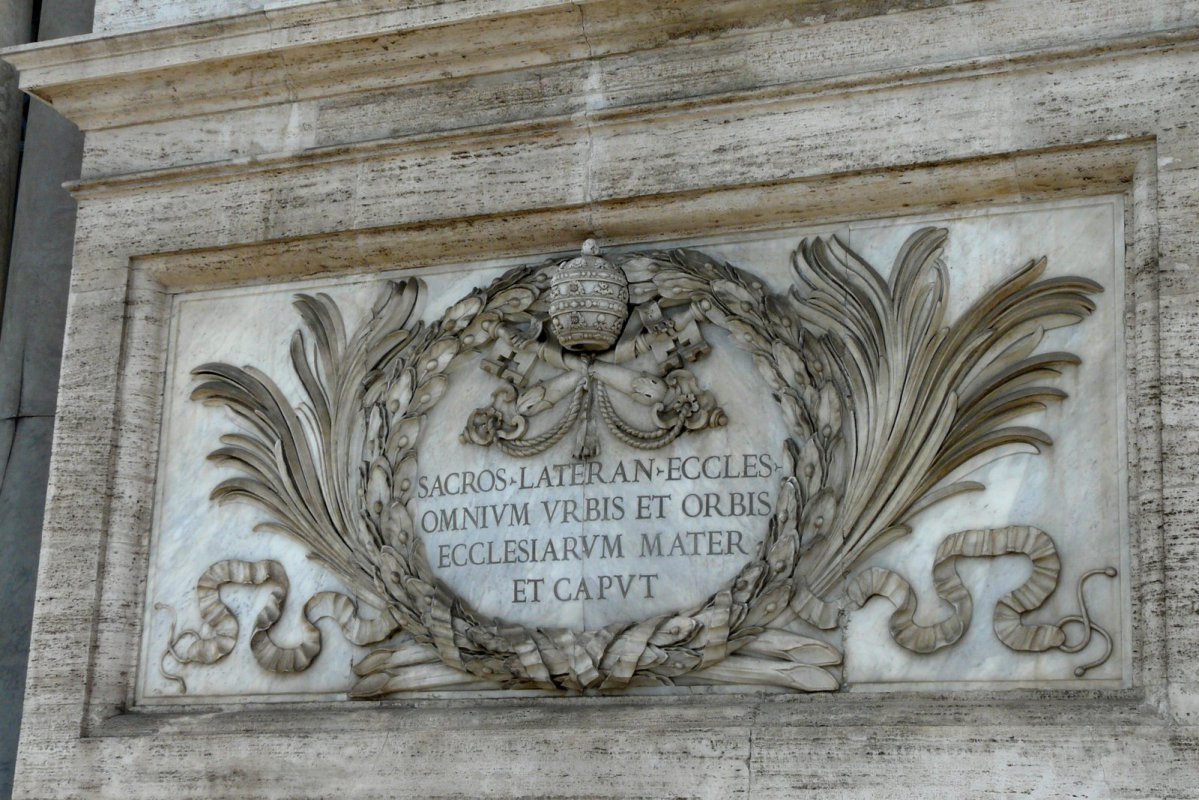 SACROS·LATERAN·ECCLES·
OMNIVM VRBIS ET ORBIS
ECCLESIARVM MATER
ET CAPVT